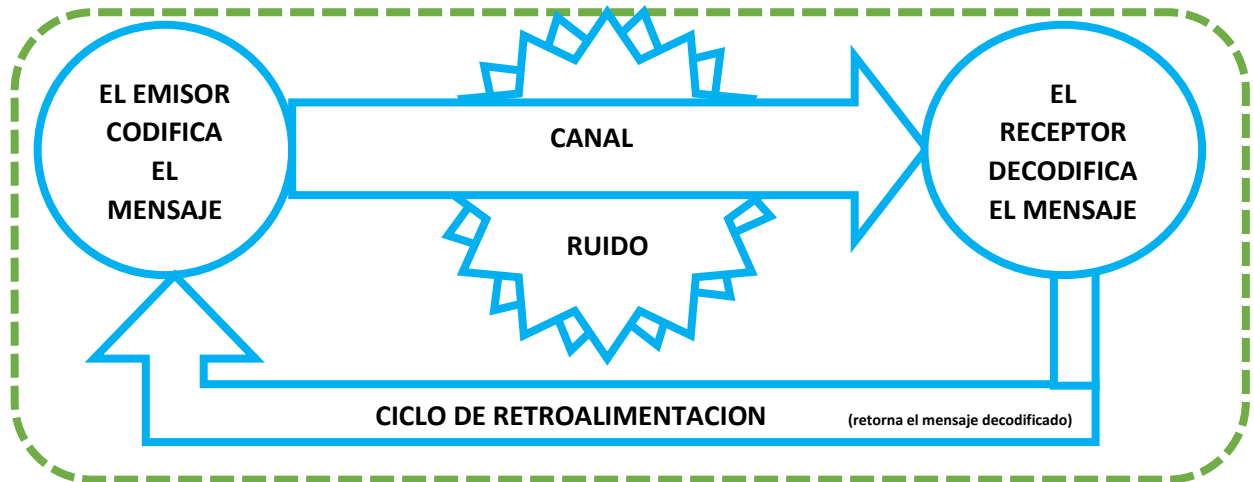 EL EMISOR
CODIFICA
EL
MENSAJE
CANAL
RUIDO
EL
RECEPTOR
DECODIFICA
EL MENSAJE
CICLO DE RETROALIMENTACION (retorna el mensaje decodificado)